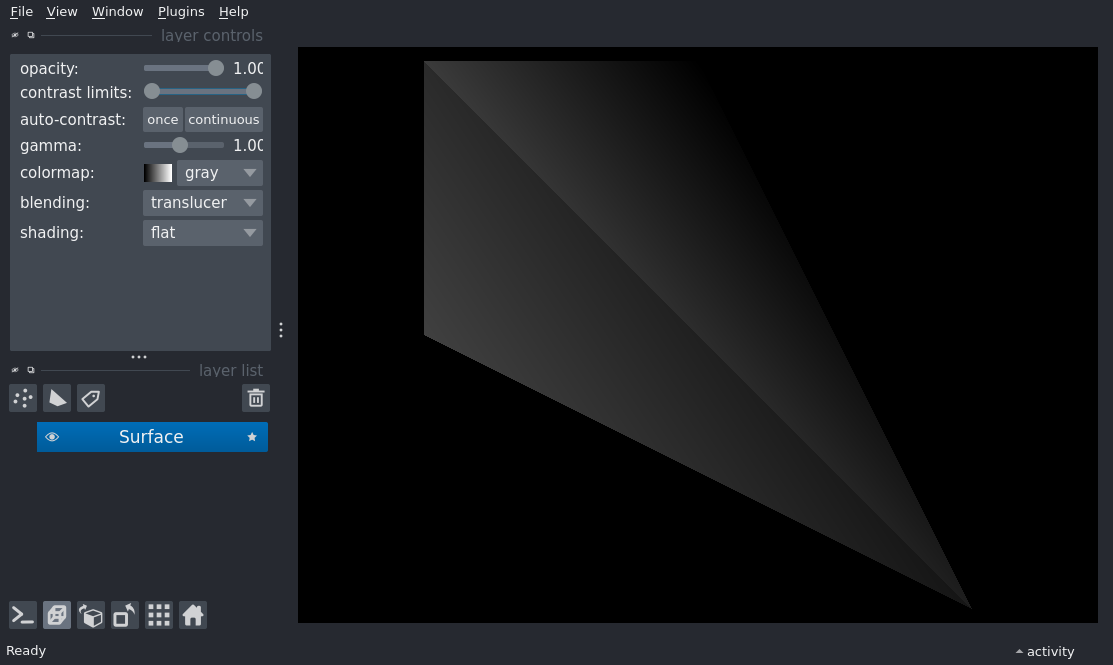 File View Window Plugins Help
layer controls
opacity: 1.00
contrast limits:
auto-contrast: once continuous
gamma: 1.00
colormap: gray
blending: translucer
shading: flat
layer list
Surface
Ready
activity